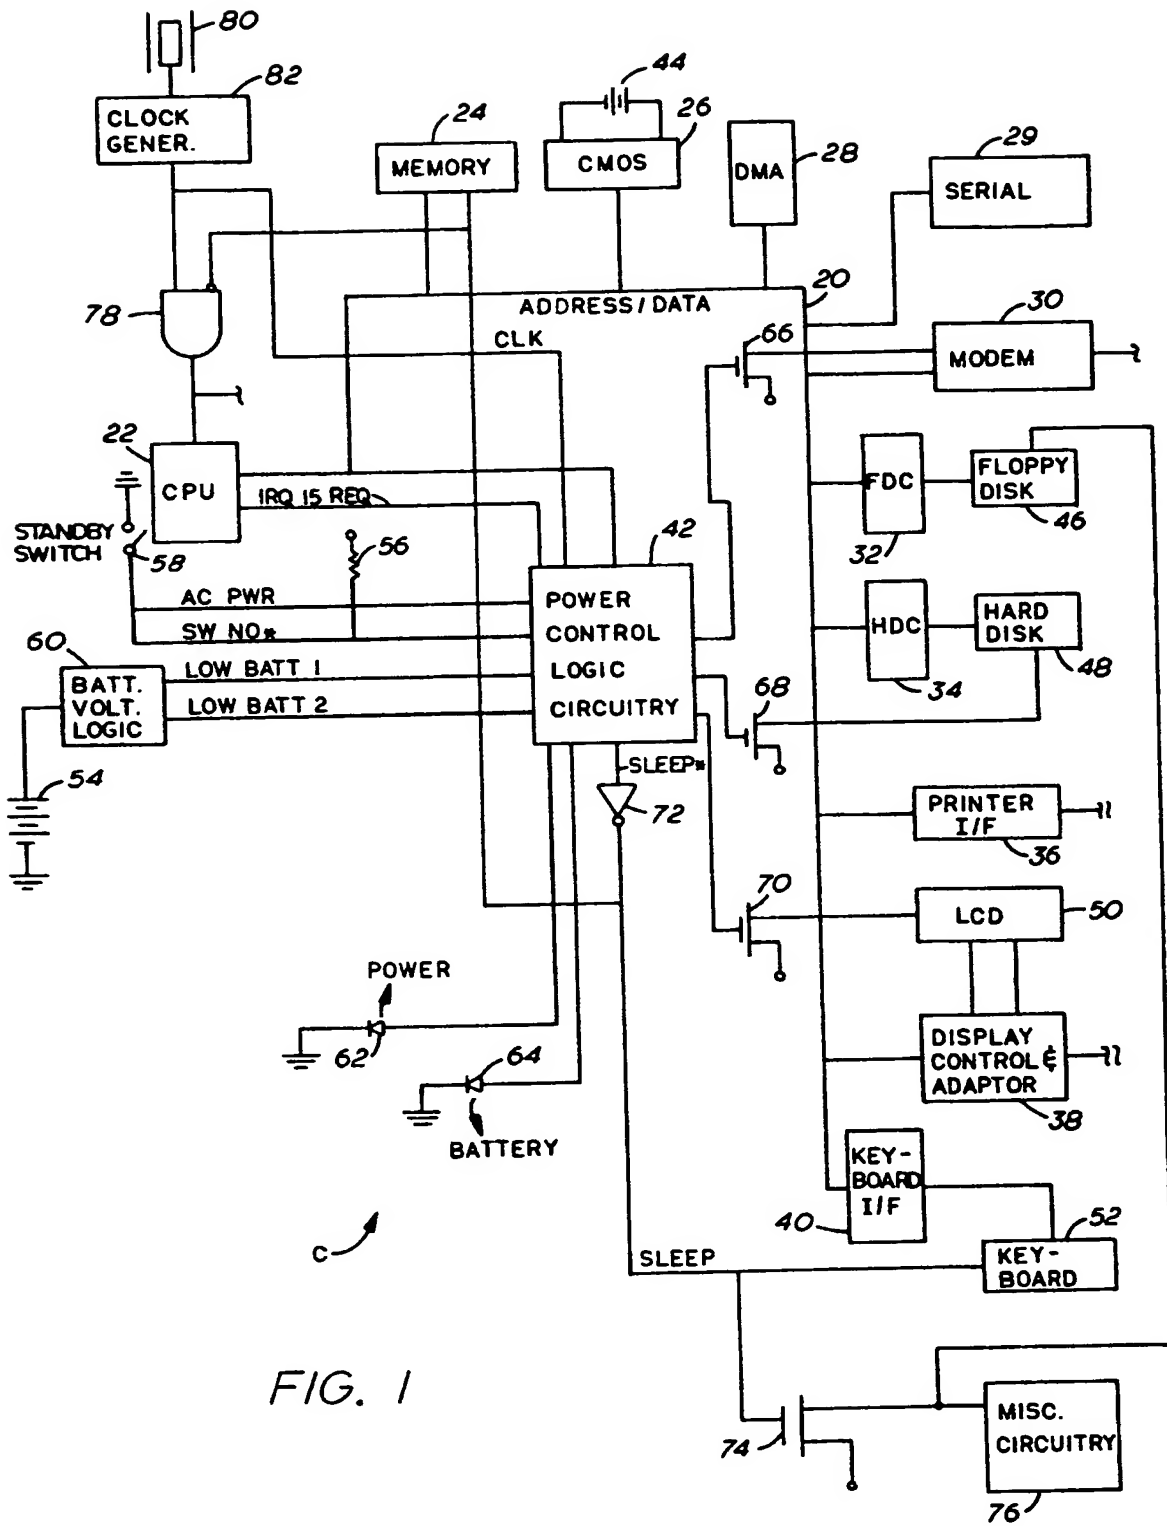 80
82
CLOCK
GENER.
44
24
MEMORY
26
CMOS
DMA
28
29
SERIAL
78
ADDRESS/DATA
20
CLK
66
30
MODEM
22
CPU
IRQ 15 REQ
STANDBY
SWITCH
58
56
42
FDC
32
FLOPPY
DISK
46
AC PWR
SW NO*
POWER
CONTROL
LOGIC
CIRCUITRY
HDC
34
HARD
DISK
48
60
BATT.
VOLT.
LOGIC
LOW BATT 1
LOW BATT 2
68
54
SLEEP*
72
PRINTER
I/F
36
70
LCD
50
POWER
62
64
BATTERY
DISPLAY
CONTROL &
ADAPTOR
38
KEY-
BOARD
I/F
40
52
KEY-
BOARD
C
SLEEP
FIG. 1
74
MISC.
CIRCUITRY
76